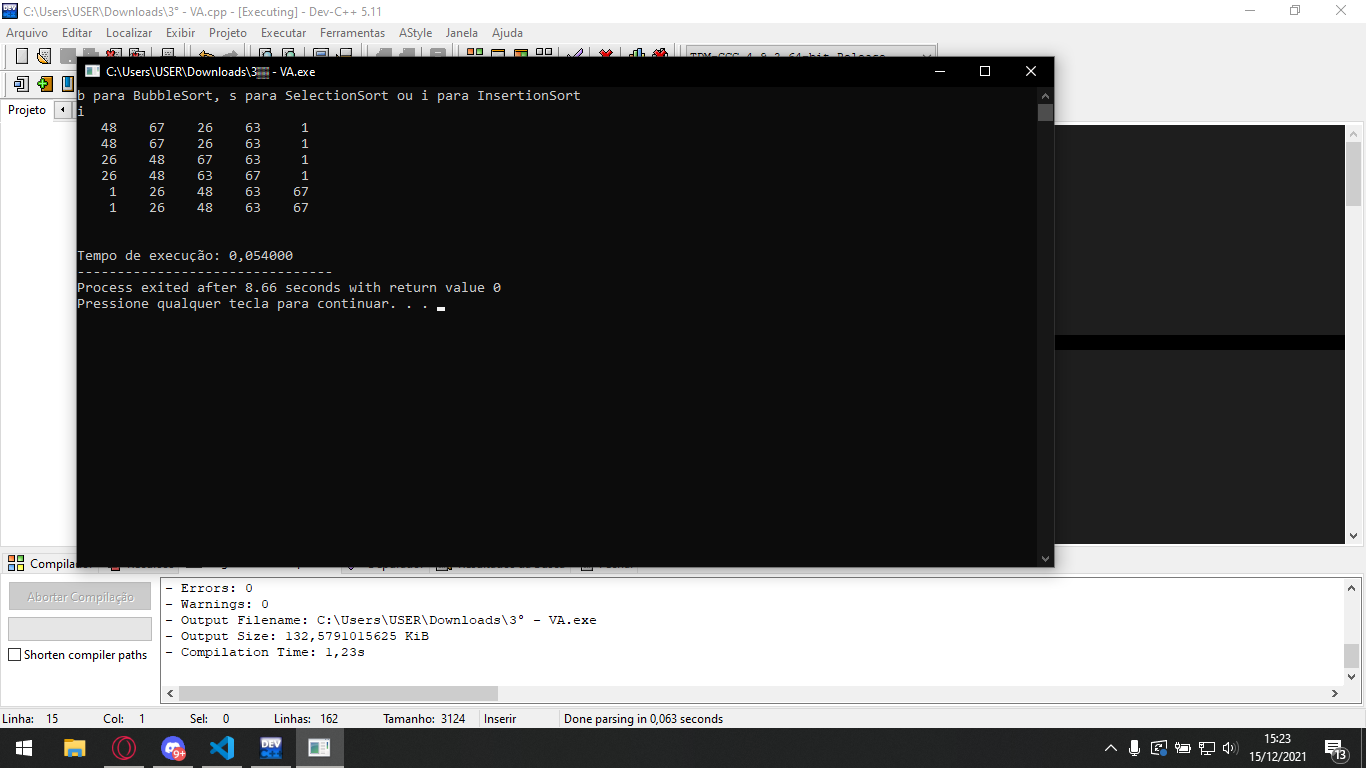 C:\Users\USER\Downloads\3° - VA.cpp - [Executing] - Dev-C++ 5.11
Arquivo Editar Localizar Exibir Projeto Executar Ferramentas AStyle Janela Ajuda
C:\Users\USER\Downloads\3 - VA.exe
Projeto
b para BubbleSort, s para SelectionSort ou i para InsertionSort
i
48 67 26 63 1
48 67 26 63 1
26 48 67 63 1
26 48 63 67 1
1 26 48 63 67
1 26 48 63 67
Tempo de execução: 0,054000
--------------------------------
Process exited after 8.66 seconds with return value 0
Pressione qualquer tecla para continuar. . .
Abortar Compilação
Shorten compiler paths
- Errors: 0
- Warnings: 0
- Output Filename: C:\Users\USER\Downloads\3° - VA.exe
- Output Size: 132,5791015625 KiB
- Compilation Time: 1,23s
Linha: 15 Col: 1 Sel: 0 Linhas: 162 Tamanho: 3124 Inserir Done parsing in 0,063 seconds
DEV
9+
15:23
15/12/2021
13